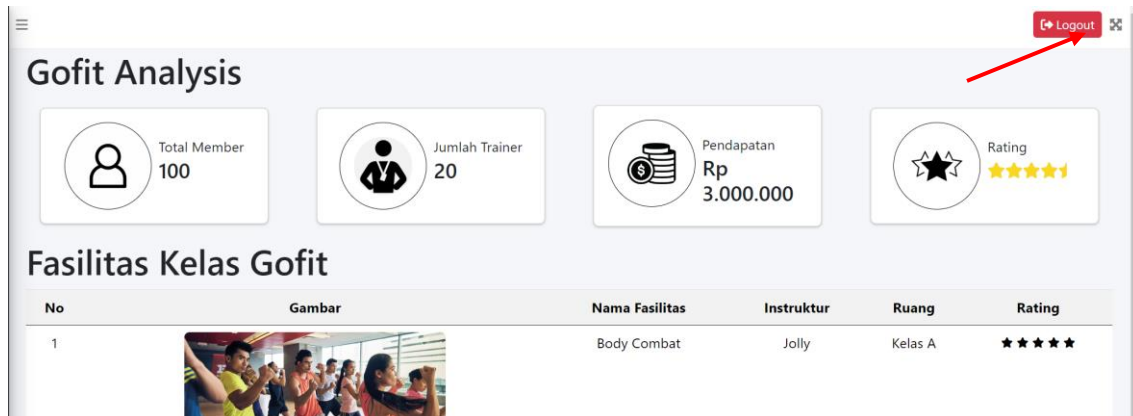 Logout
Gofit Analysis
Total Member
100
Jumlah Trainer
20
Pendapatan
Rp
3.000.000
Rating
Fasilitas Kelas Gofit
No Gambar Nama Fasilitas Instruktur Ruang Rating
1 Body Combat Jolly Kelas A